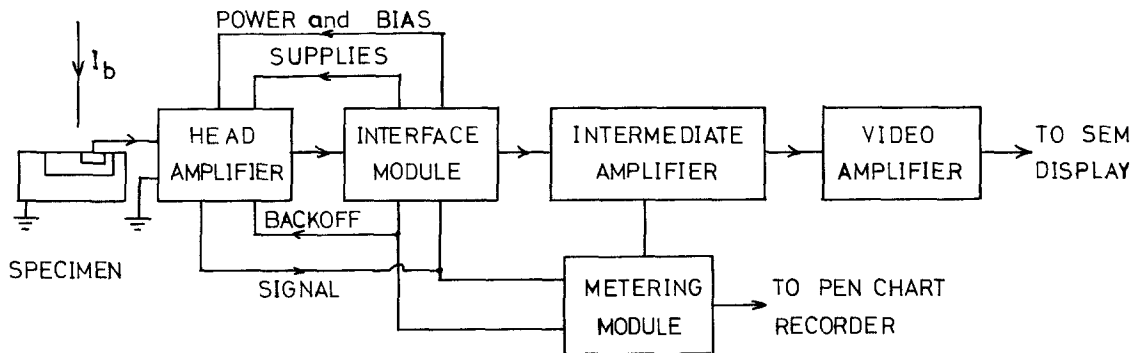 POWER and BIAS
SUPPLIES
I_b
HEAD
AMPLIFIER
INTERFACE
MODULE
INTERMEDIATE
AMPLIFIER
VIDEO
AMPLIFIER
TO SEM
DISPLAY
BACKOFF
SPECIMEN
SIGNAL
METERING
MODULE
TO PEN CHART
RECORDER